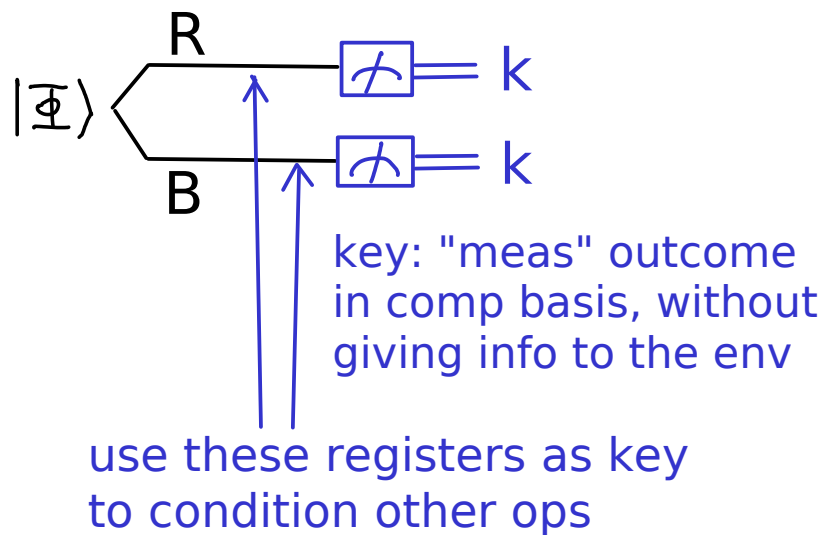 R
|Φ⟩
k
B
k
key: "meas" outcome
in comp basis, without
giving info to the env
use these registers as key
to condition other ops